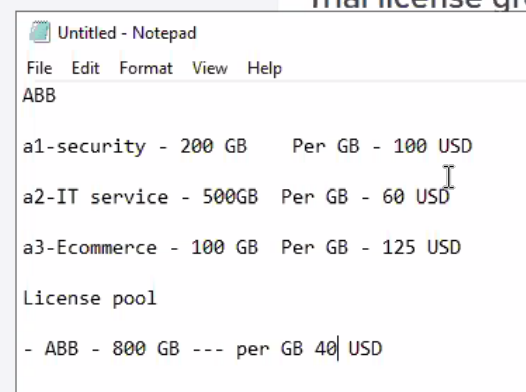 Untitled - Notepad
File Edit Format View Help
ABB
a1-security - 200 GB    Per GB - 100 USD
a2-IT service - 500GB  Per GB - 60 USD
a3-Ecommerce - 100 GB  Per GB - 125 USD
License pool
- ABB - 800 GB --- per GB 40 USD